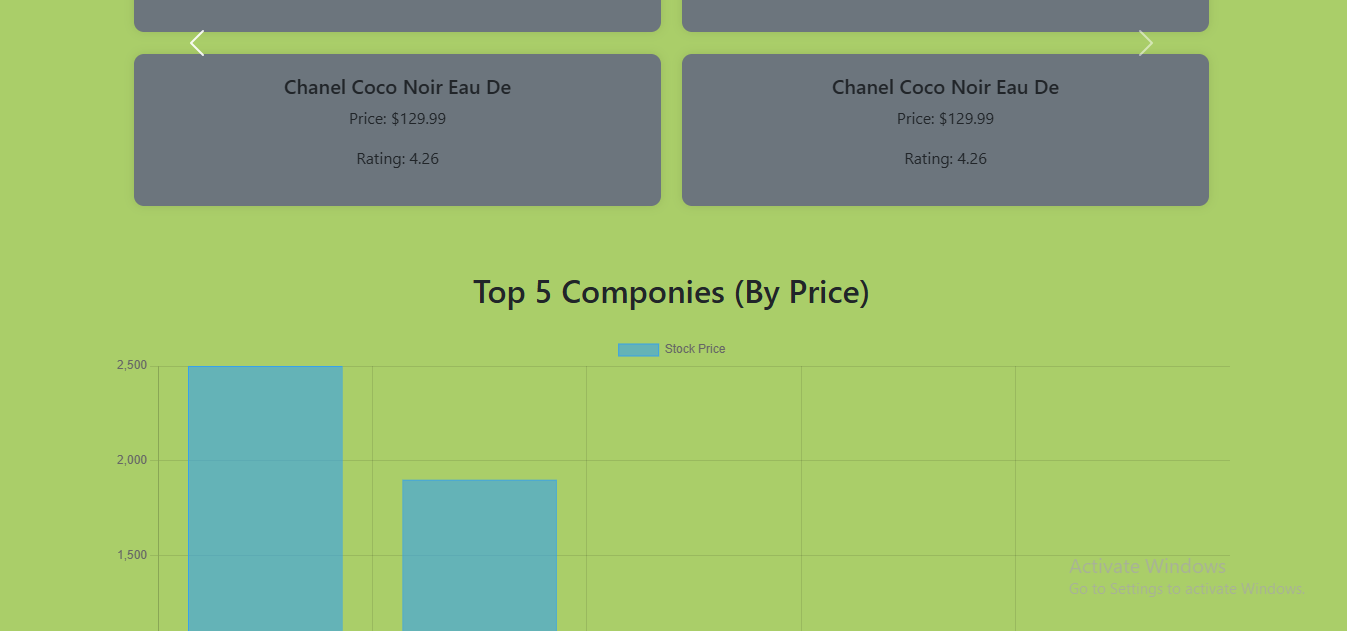 Chanel Coco Noir Eau De
Price: $129.99
Rating: 4.26
Chanel Coco Noir Eau De
Price: $129.99
Rating: 4.26
Top 5 Componies (By Price)
Stock Price
2,500
2,000
1,500
Activate Windows
Go to Settings to activate Windows.